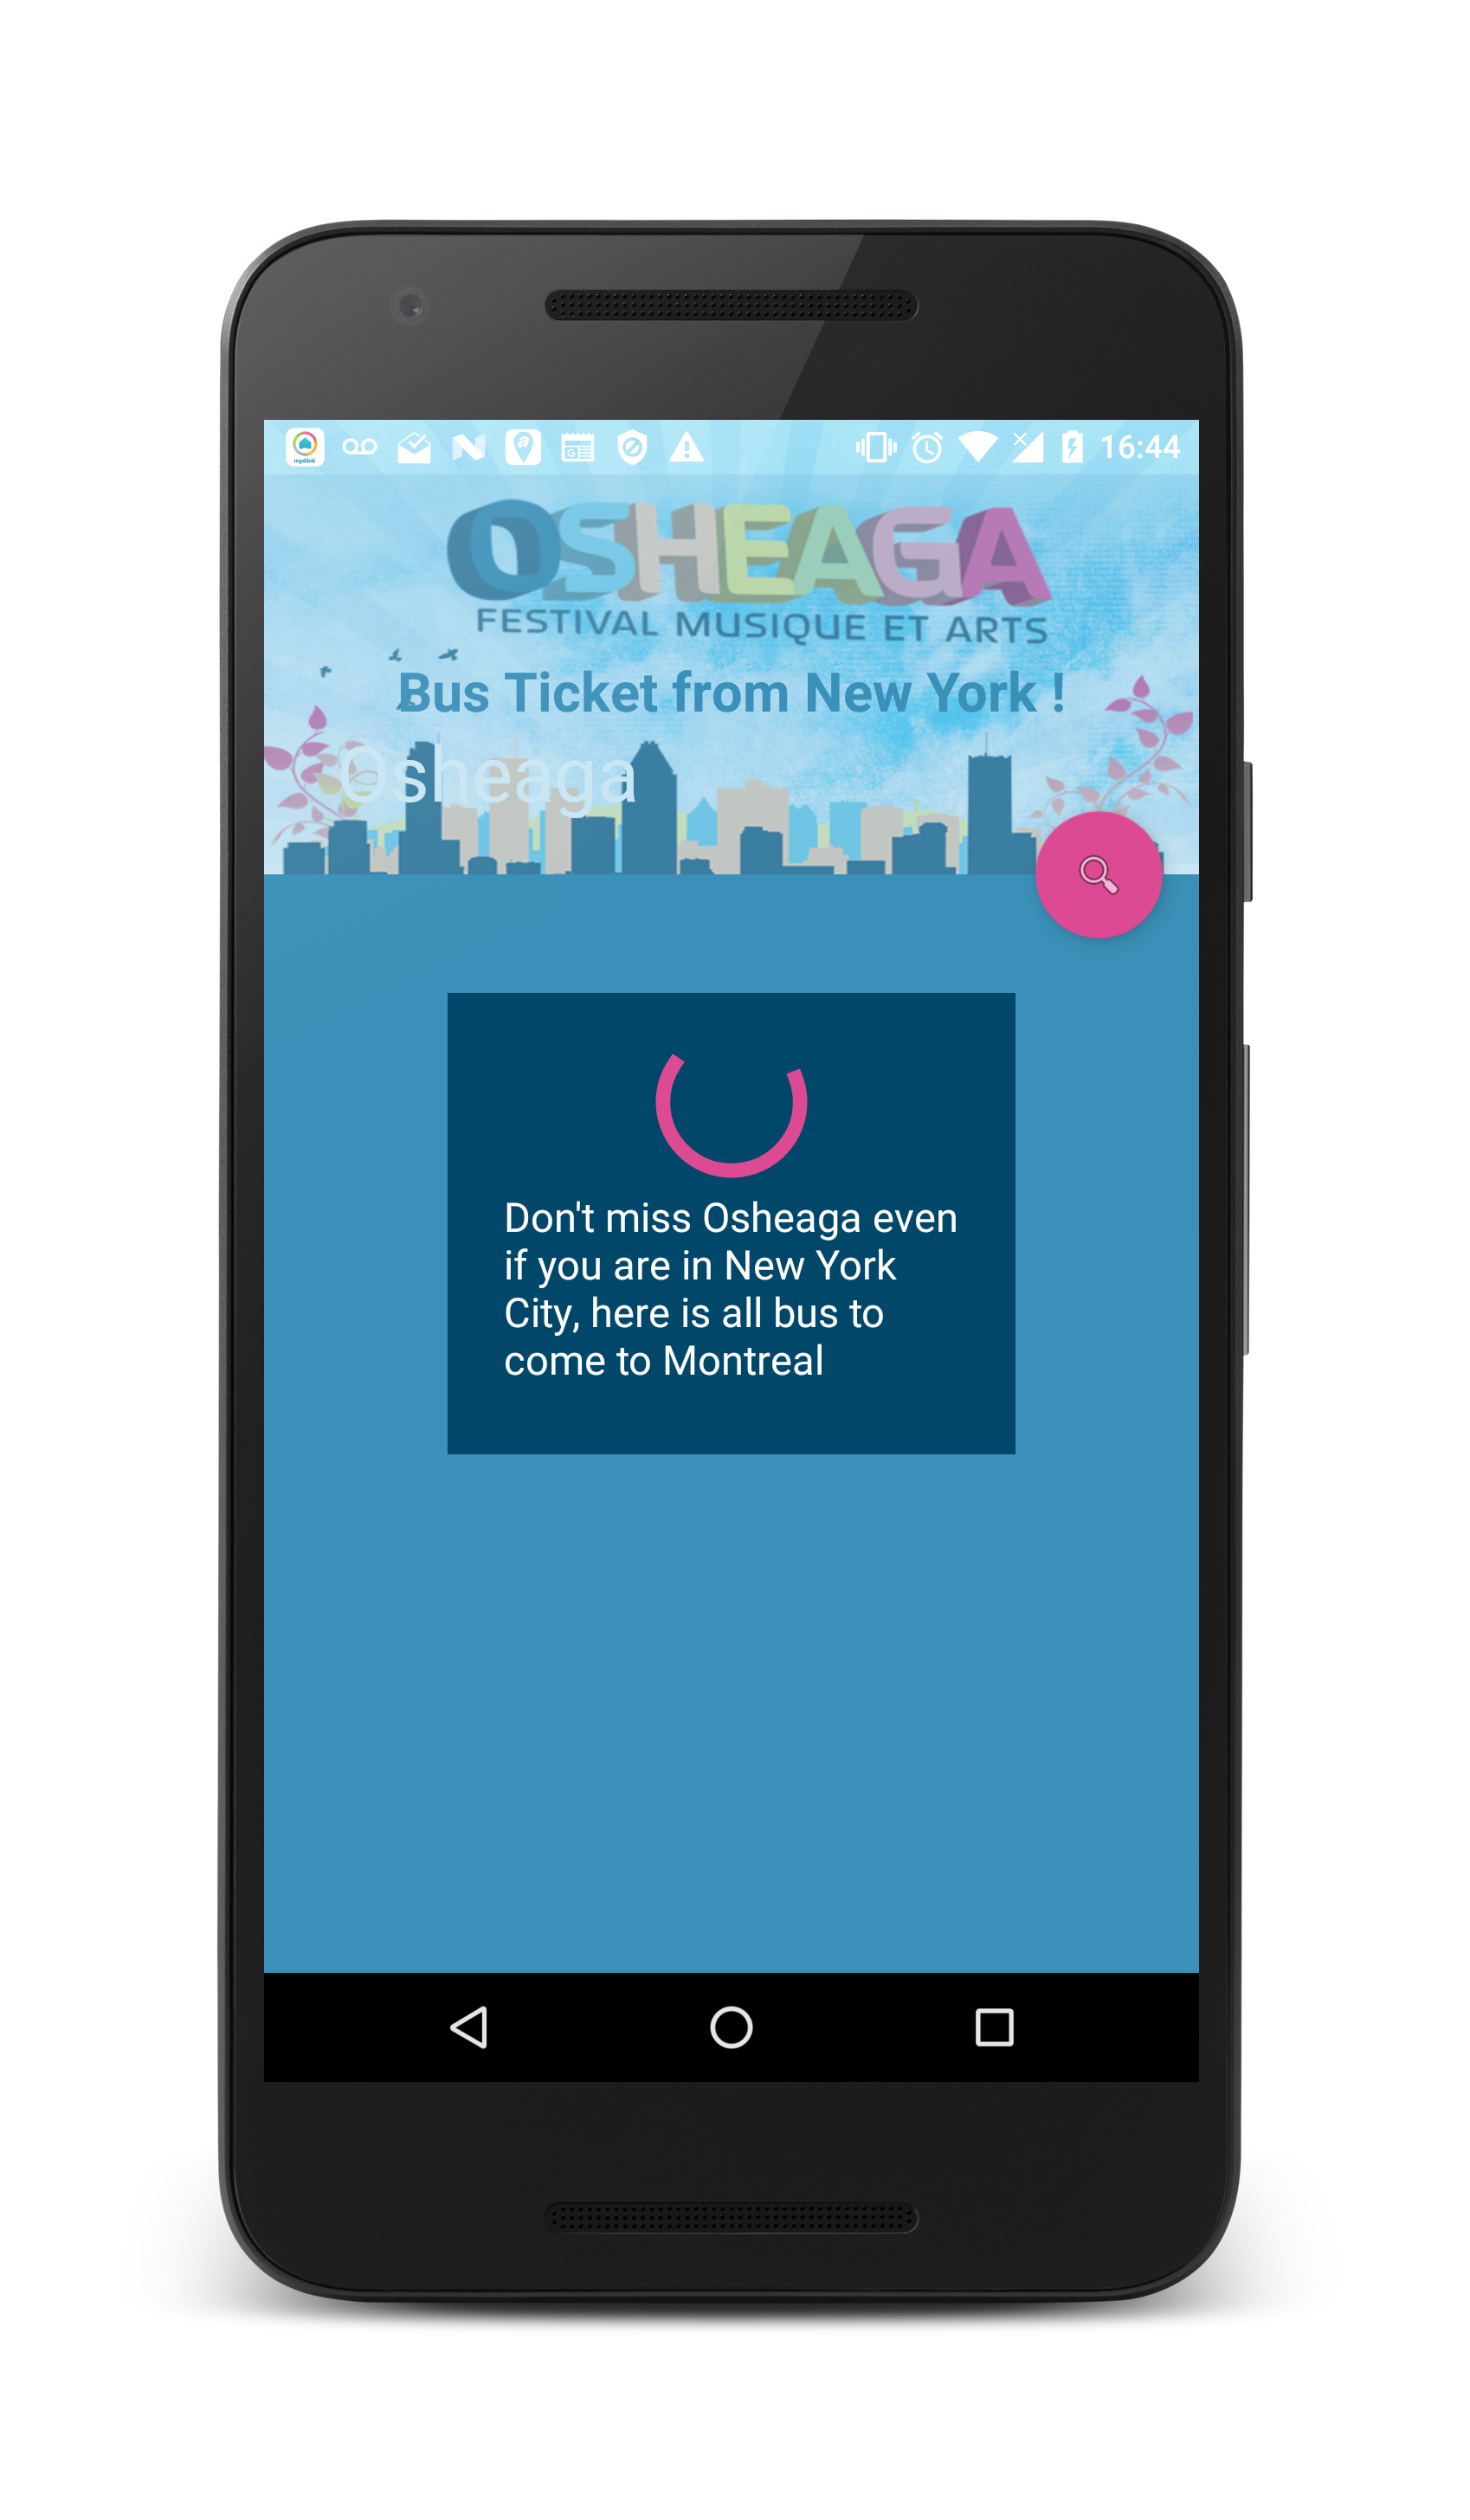 16:44
OSHEAGA
FESTIVAL MUSIQUE ET ARTS
Bus Ticket from New York !
Osheaga
Don't miss Osheaga even
if you are in New York
City, here is all bus to
come to Montreal